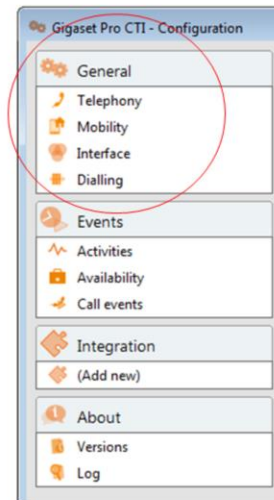 Gigaset Pro CTI - Configuration
General
Telephony
Mobility
Interface
Dialling
Events
Activities
Availability
Call events
Integration
(Add new)
About
Versions
Log